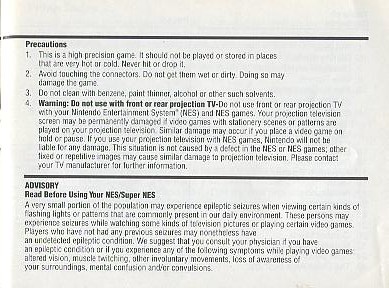 Precautions
1. This is a high precision game. It should not be played or stored in places
that are very hot or cold. Never hit or drop it.
2. Avoid touching the connectors. Do not get them wet or dirty. Doing so may
damage the game.
3. Do not clean with benzene, paint thinner, alcohol or other such solvents.
4. Warning: Do not use with front or rear projection TV-Do not use front or rear projection TV
with your Nintendo Entertainment System® (NES) and NES games. Your projection television
screen may be permanently damaged if video games with stationery scenes or patterns are
played on your projection television. Similar damage may occur if you place a video game on
hold or pause. If you use your projection television with NES games, Nintendo will not be
liable for any damage. This situation is not caused by a defect in the NES or NES games; other
fixed or repetitive images may cause similar damage to projection television. Please contact
your TV manufacturer for further information.
ADVISORY
Read Before Using Your NES/Super NES
A very small portion of the population may experience epileptic seizures when viewing certain kinds of
flashing lights or patterns that are commonly present in our daily environment. These persons may
experience seizures while watching some kinds of television pictures or playing certain video games.
Players who have not had any previous seizures may nonetheless have
an undetected epileptic condition. We suggest that you consult your physician if you have
an epileptic condition or if you experience any of the following symptoms while playing video games:
altered vision, muscle twitching, other involuntary movements, loss of awareness of
your surroundings, mental confusion and/or convulsions.